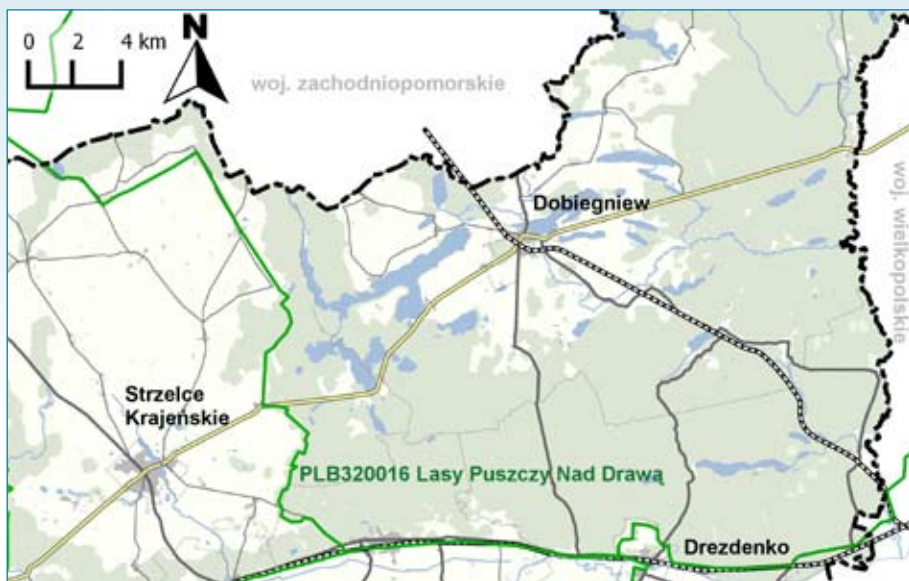 0 2 4 km
N
woj. zachodniopomorskie
Dobiegniew
woj. wielkopolskie
Strzelce
Krajeńskie
PLB320016 Lasy Puszczy Nad Drawą
Drezdenko